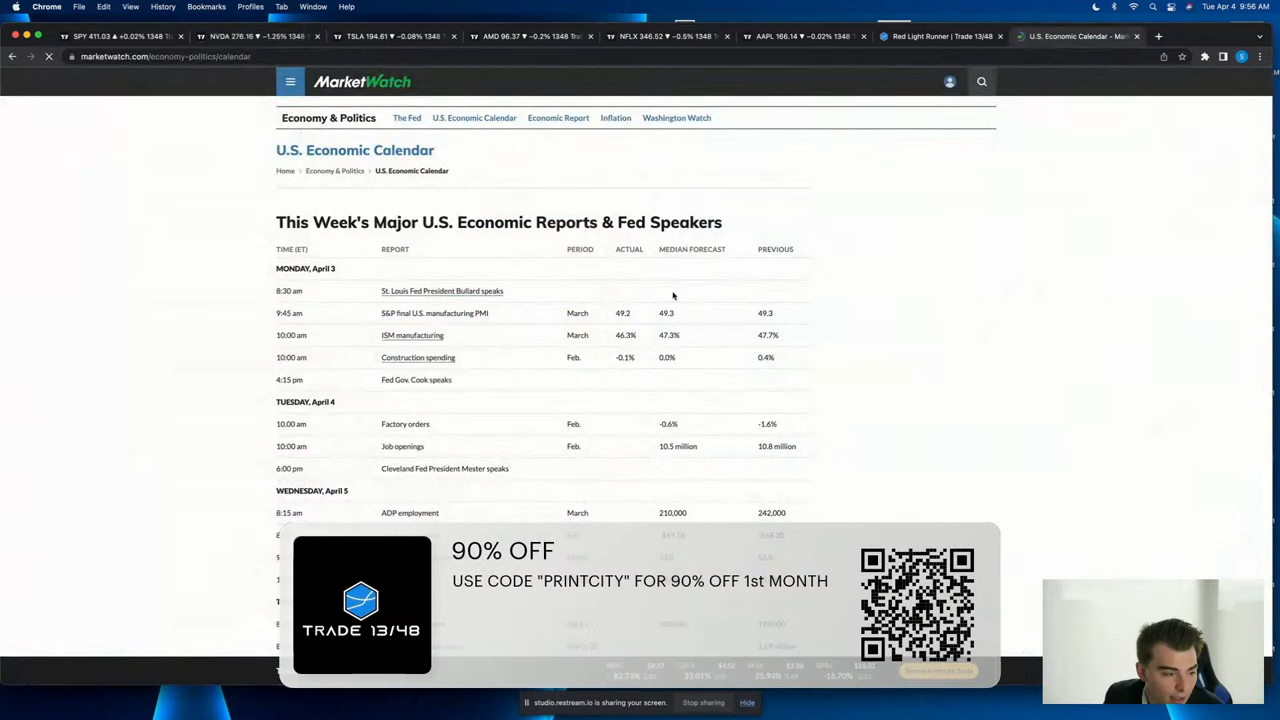 Chrome File Edit View History Bookmarks Profiles Tab Window Help Tue Apr 4 9:56 AM
SPY 411.03 ▲ +0.02% 1348 Tr
NVDA 276.16 ▼ −1.25% 1348
TSLA 194.61 ▼ −0.08% 1348
AMD 96.37 ▼ −0.2% 1348 Tra
NFLX 346.52 ▼ −0.5% 1348 T
AAPL 166.14 ▼ −0.02% 1348
Red Light Runner | Trade 13/48
U.S. Economic Calendar - Mar
marketwatch.com/economy-politics/calendar
MarketWatch
Economy & Politics The Fed U.S. Economic Calendar Economic Report Inflation Washington Watch
U.S. Economic Calendar
Home > Economy & Politics > U.S. Economic Calendar
This Week's Major U.S. Economic Reports & Fed Speakers
TIME (ET) REPORT PERIOD ACTUAL MEDIAN FORECAST PREVIOUS
MONDAY, April 3
8:30 am St. Louis Fed President Bullard speaks
9:45 am S&P final U.S. manufacturing PMI March 49.2 49.3 49.3
10:00 am ISM manufacturing March 46.3% 47.3% 47.7%
10:00 am Construction spending Feb. -0.1% 0.0% 0.4%
4:15 pm Fed Gov. Cook speaks
TUESDAY, April 4
10.00 am Factory orders Feb. -0.6% -1.6%
10:00 am Job openings Feb. 10.5 million 10.8 million
6:00 pm Cleveland Fed President Mester speaks
WEDNESDAY, April 5
8:15 am ADP employment March 210,000 242,000
90% OFF
USE CODE "PRINTCITY" FOR 90% OFF 1st MONTH
TRADE 13/48
studio.restream.io is sharing your screen. Stop sharing Hide